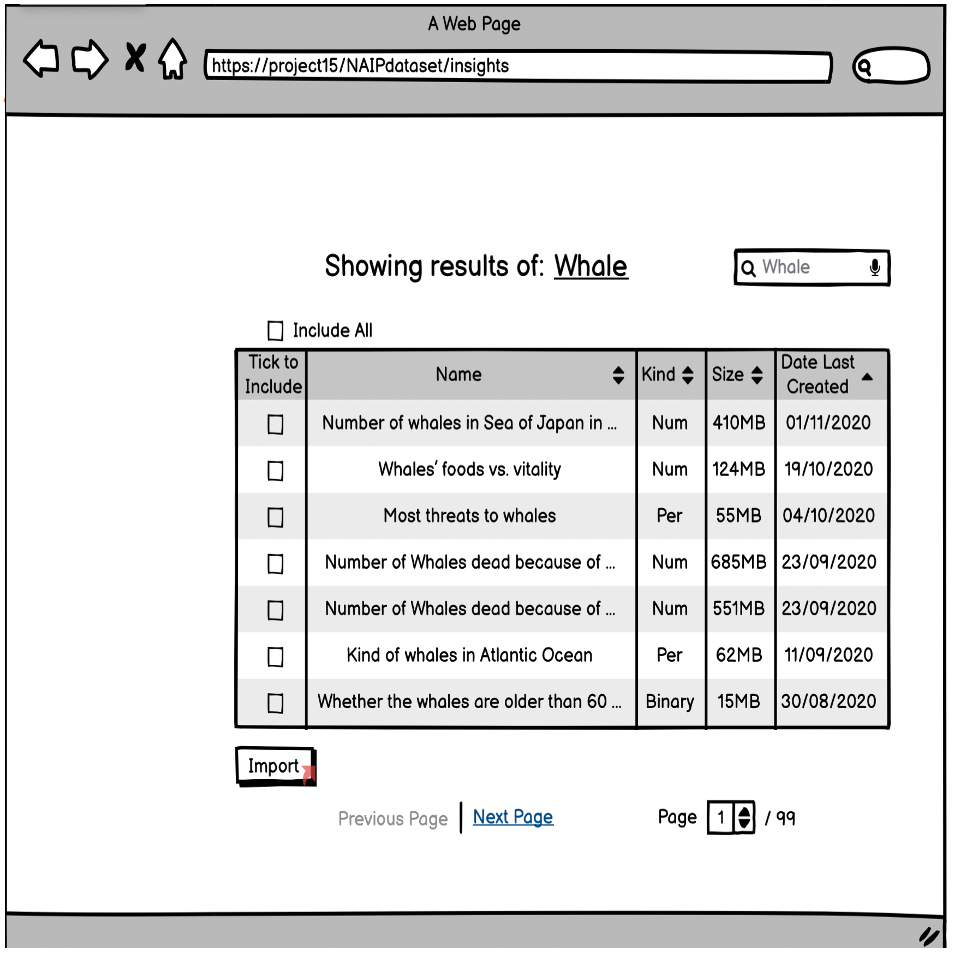 A Web Page
https://project15/NAIPdataset/insights
Showing results of: Whale
Whale
Include All
Tick to Include Name Kind Size Date Last Created
Number of whales in Sea of Japan in ... Num 410MB 01/11/2020
Whales' foods vs. vitality Num 124MB 19/10/2020
Most threats to whales Per 55MB 04/10/2020
Number of Whales dead because of ... Num 685MB 23/09/2020
Number of Whales dead because of ... Num 551MB 23/09/2020
Kind of whales in Atlantic Ocean Per 62MB 11/09/2020
Whether the whales are older than 60 ... Binary 15MB 30/08/2020
Import
Previous Page Next Page Page 1 / 99